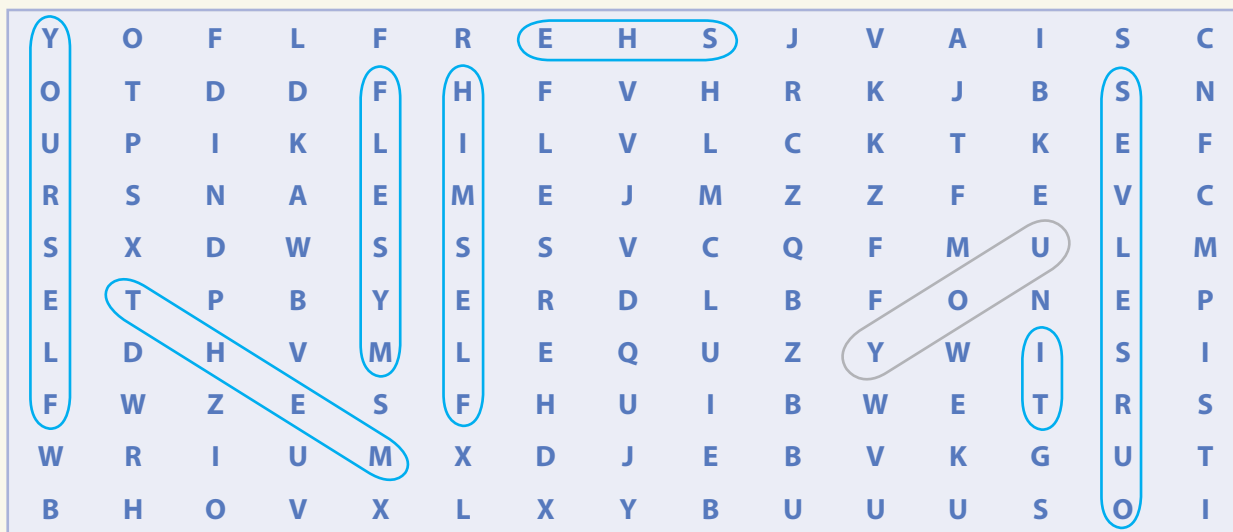 Y O F L F R E H S J V A I S C
O T D D F H F V H R K J B S N
U P I K L I L V L C K T K E F
R S N A E M E J M Z Z F E V C
S X D W S S S V C Q F M U L M
E T P B Y E R D L B F O N E P
L D H V M L E Q U Z Y W I S I
F W Z E S F H U I B W E T R S
W R I U M X D J E B V K G U T
B H O V X L X Y B U U U S O I